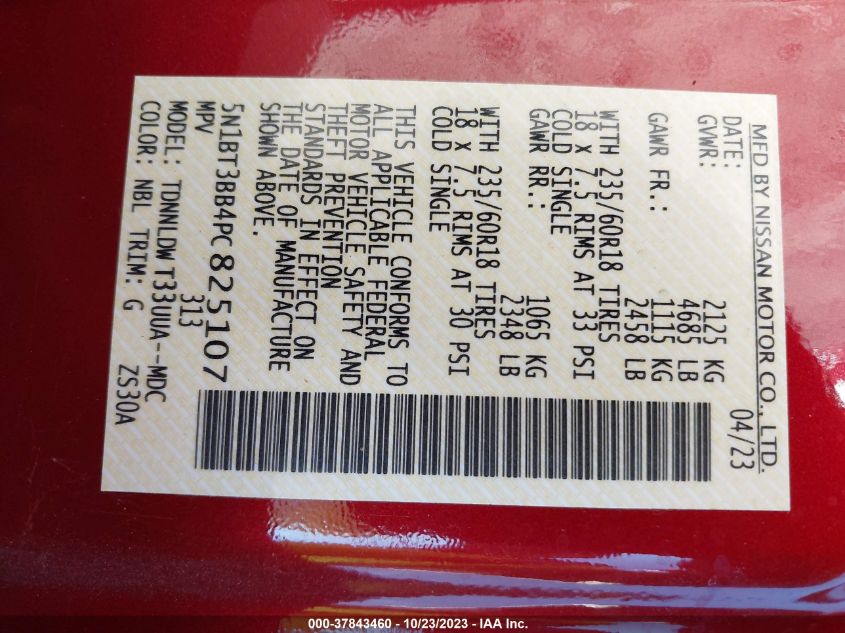 MFD BY NISSAN MOTOR CO., LTD.
DATE: 04/23
GVWR: 2125 KG
4685 LB
GAWR FR.: 1115 KG
2458 LB
WITH 235/60R18 TIRES
18 X 7.5 RIMS AT 33 PSI
COLD SINGLE
GAWR RR.: 1065 KG
2348 LB
WITH 235/60R18 TIRES
18 X 7.5 RIMS AT 30 PSI
COLD SINGLE
THIS VEHICLE CONFORMS TO
ALL APPLICABLE FEDERAL
MOTOR VEHICLE SAFETY AND
THEFT PREVENTION
STANDARDS IN EFFECT ON
THE DATE OF MANUFACTURE
SHOWN ABOVE.
5N1BT3BB4PC825107
MPV 313
MODEL: TDNNLDW T33UUA--MDC
COLOR: NBL TRIM: G ZS30A
000-37843460 - 10/23/2023 - IAA Inc.